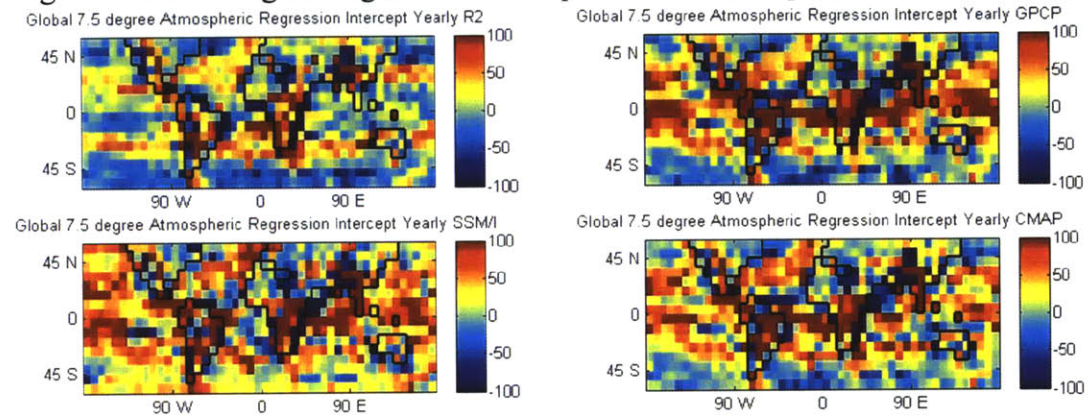 Global 7.5 degree Atmospheric Regression Intercept Yearly R2
45 N
0
45 S
90 W 0 90 E
100
50
0
-50
-100
Global 7.5 degree Atmospheric Regression Intercept Yearly GPCP
45 N
0
45 S
90 W 0 90 E
100
50
0
-50
-100
Global 7.5 degree Atmospheric Regression Intercept Yearly SSM/I
45 N
0
45 S
90 W 0 90 E
100
50
0
-50
-100
Global 7.5 degree Atmospheric Regression Intercept Yearly CMAP
45 N
0
45 S
90 W 0 90 E
100
50
0
-50
-100